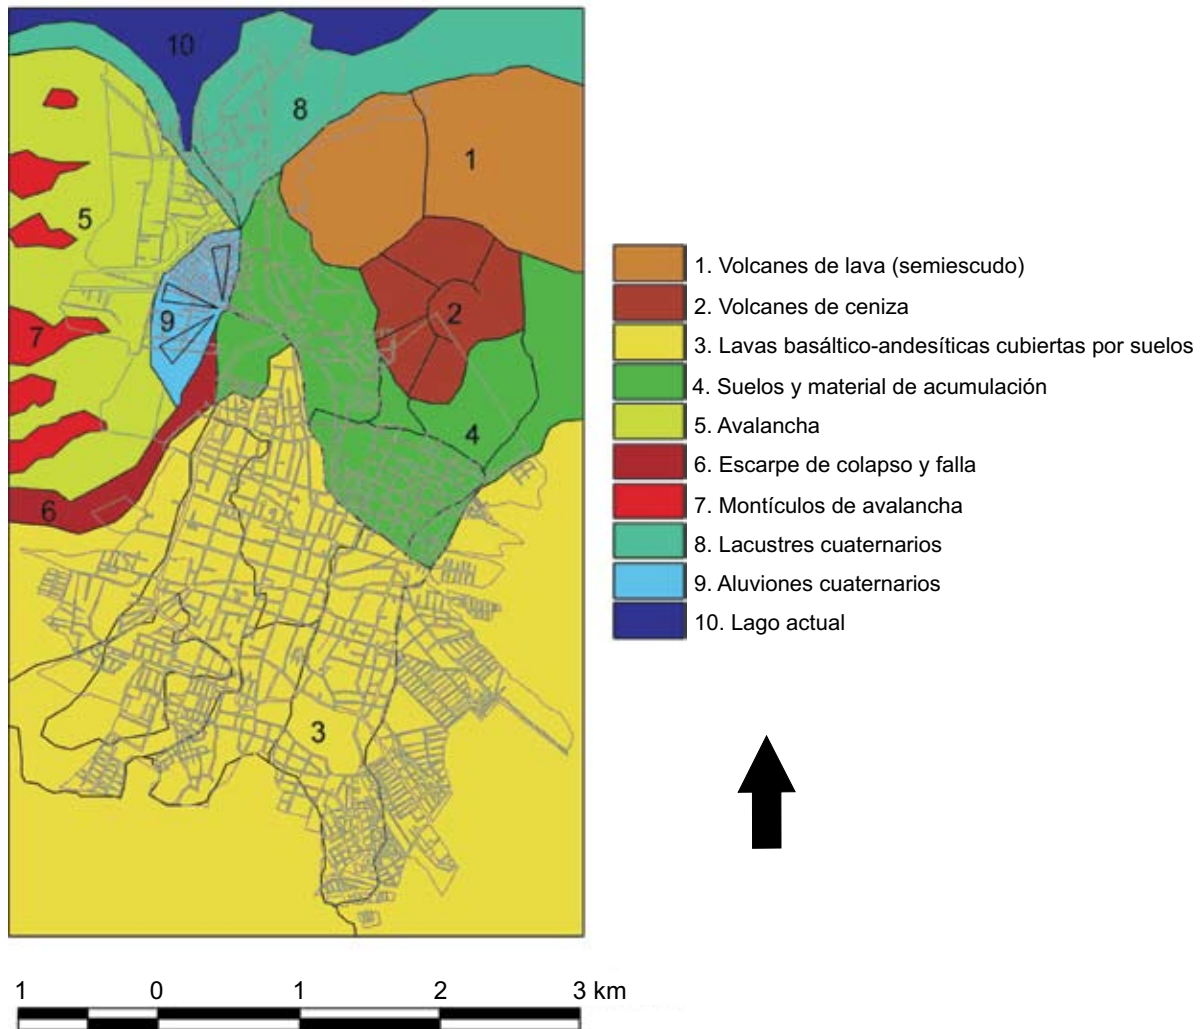 10
8
1
5
2
9
7
4
6
3
1. Volcanes de lava (semiescudo)
2. Volcanes de ceniza
3. Lavas basáltico-andesíticas cubiertas por suelos
4. Suelos y material de acumulación
5. Avalancha
6. Escarpe de colapso y falla
7. Montículos de avalancha
8. Lacustres cuaternarios
9. Aluviones cuaternarios
10. Lago actual
1 0 1 2 3 km